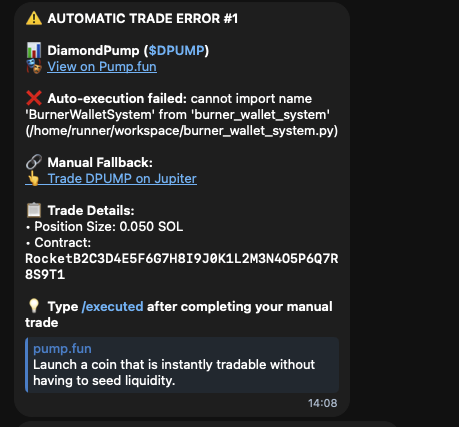 ⚠️ AUTOMATIC TRADE ERROR #1
📊 DiamondPump ($DPUMP)
🎭 View on Pump.fun
❌ Auto-execution failed: cannot import name
'BurnerWalletSystem' from 'burner_wallet_system'
(/home/runner/workspace/burner_wallet_system.py)
🔗 Manual Fallback:
👆 Trade DPUMP on Jupiter
📋 Trade Details:
• Position Size: 0.050 SOL
• Contract:
RocketB2C3D4E5F6G7H8I9J0K1L2M3N4O5P6Q7R
8S9T1
💡 Type /executed after completing your manual
trade
pump.fun
Launch a coin that is instantly tradable without
having to seed liquidity.
14:08